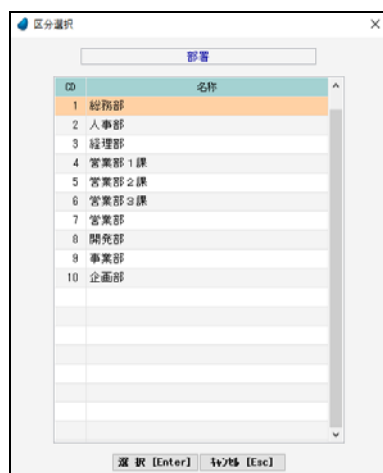 区分選択
部署
CD 名称
1 総務部
2 人事部
3 経理部
4 営業部1課
5 営業部2課
6 営業部3課
7 営業部
8 開発部
9 事業部
10 企画部
選 択 [Enter] ｷｬﾝｾﾙ [Esc]